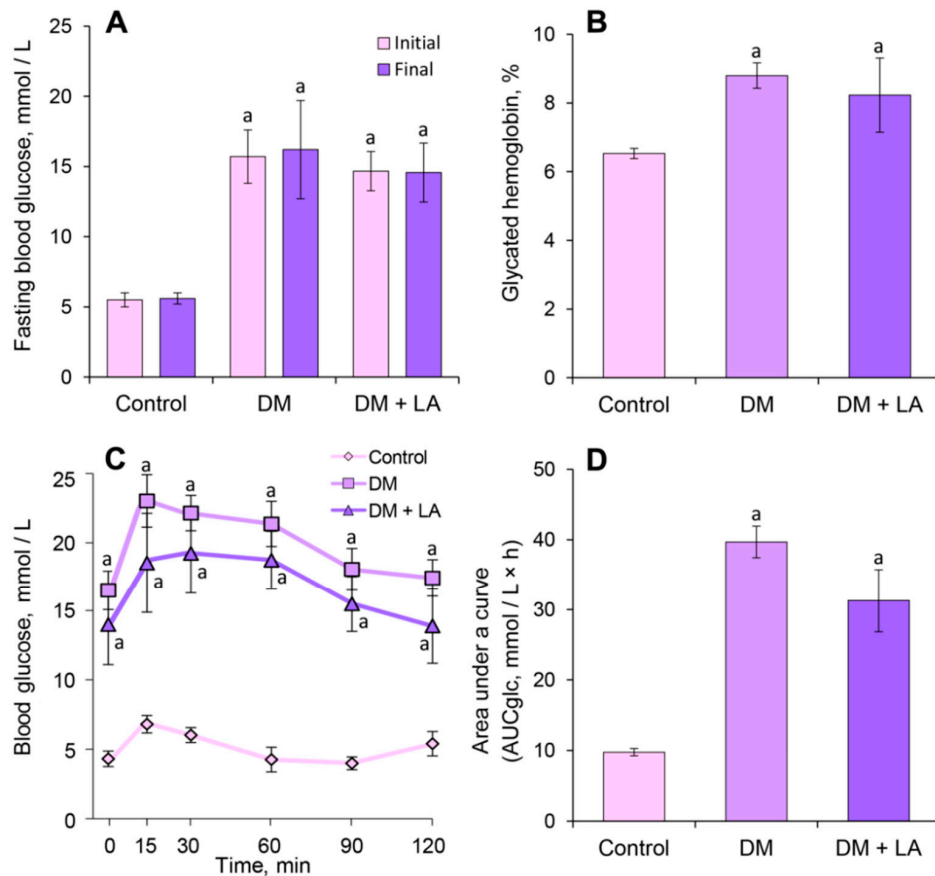 A
Fasting blood glucose, mmol / L
25
20
15
10
5
0
Initial
Final
a
a
a
a
Control
DM
DM + LA
B
Glycated hemoglobin, %
10
8
6
4
2
0
a
a
Control
DM
DM + LA
C
Blood glucose, mmol / L
25
20
15
10
5
0
Control
DM
DM + LA
a
a
a
a
a
a
a
a
a
a
a
a
0
15
30
60
90
120
Time, min
D
Area under a curve
(AUCglc, mmol / L × h)
50
40
30
20
10
0
a
a
Control
DM
DM + LA